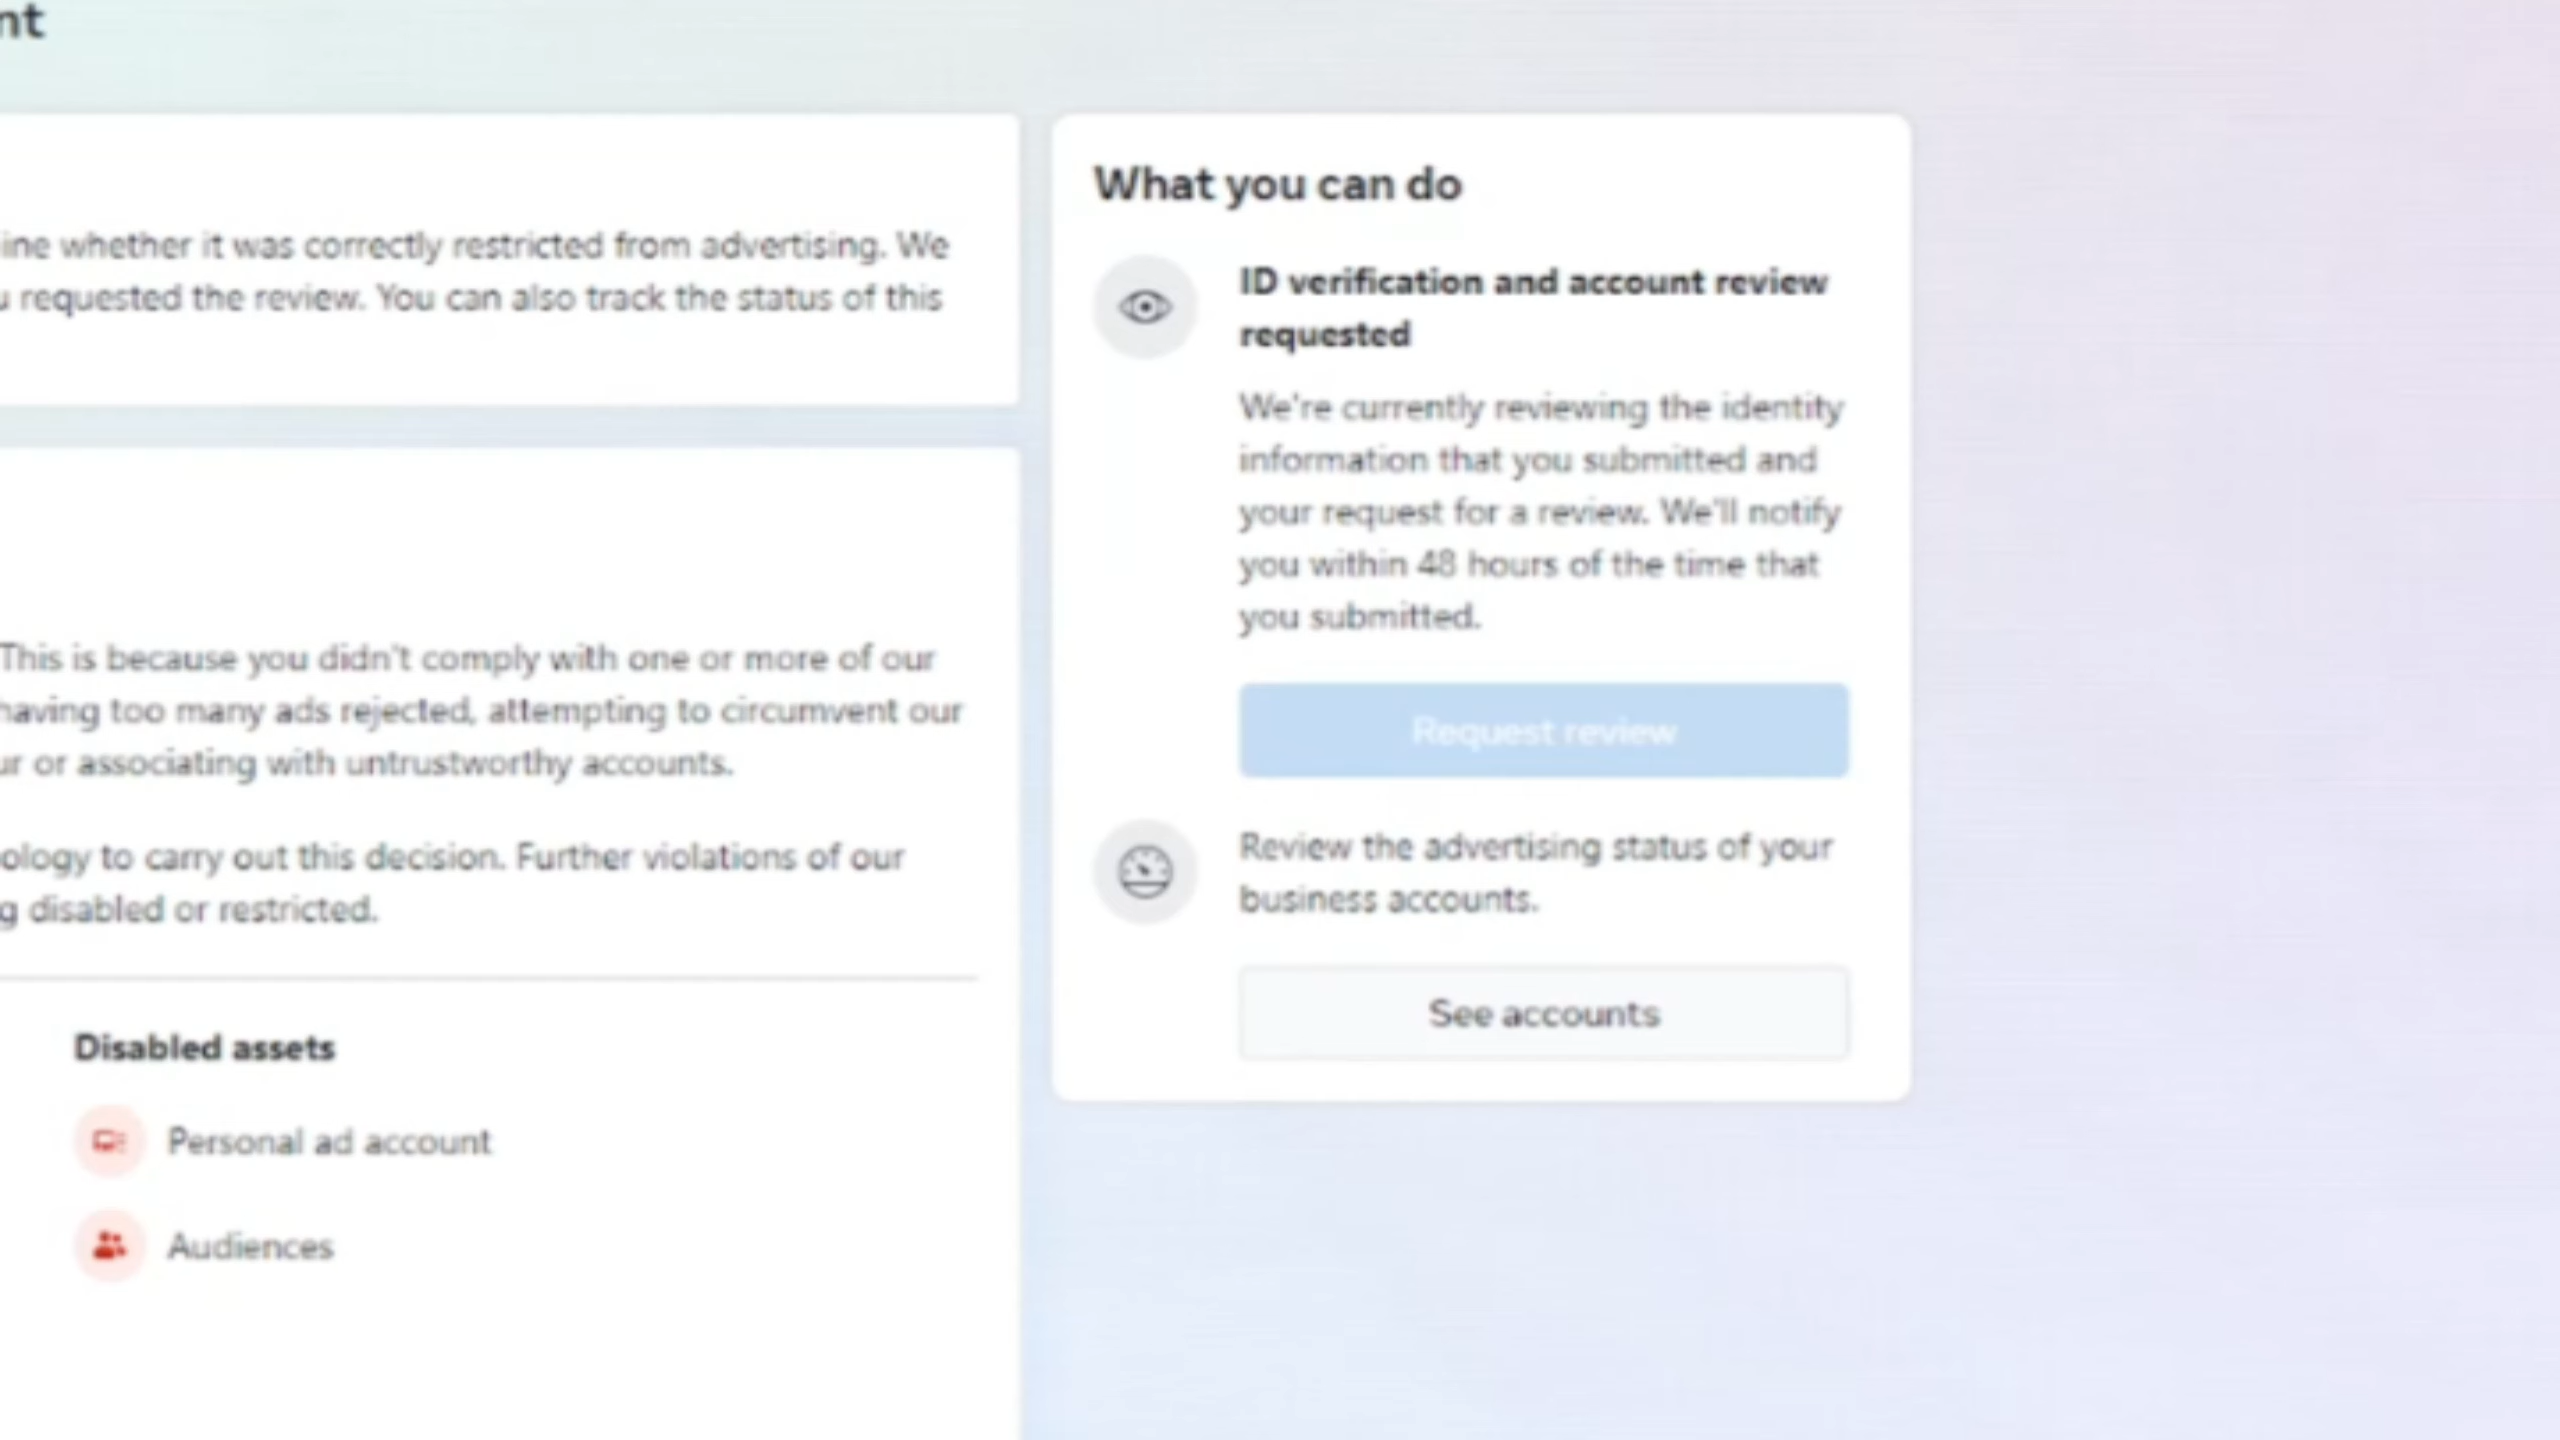 nt
ine whether it was correctly restricted from advertising. We
u requested the review. You can also track the status of this
This is because you didn't comply with one or more of our
having too many ads rejected, attempting to circumvent our
ur or associating with untrustworthy accounts.
ology to carry out this decision. Further violations of our
g disabled or restricted.
Disabled assets
Personal ad account
Audiences
What you can do
ID verification and account review
requested
We're currently reviewing the identity
information that you submitted and
your request for a review. We'll notify
you within 48 hours of the time that
you submitted.
Request review
Review the advertising status of your
business accounts.
See accounts